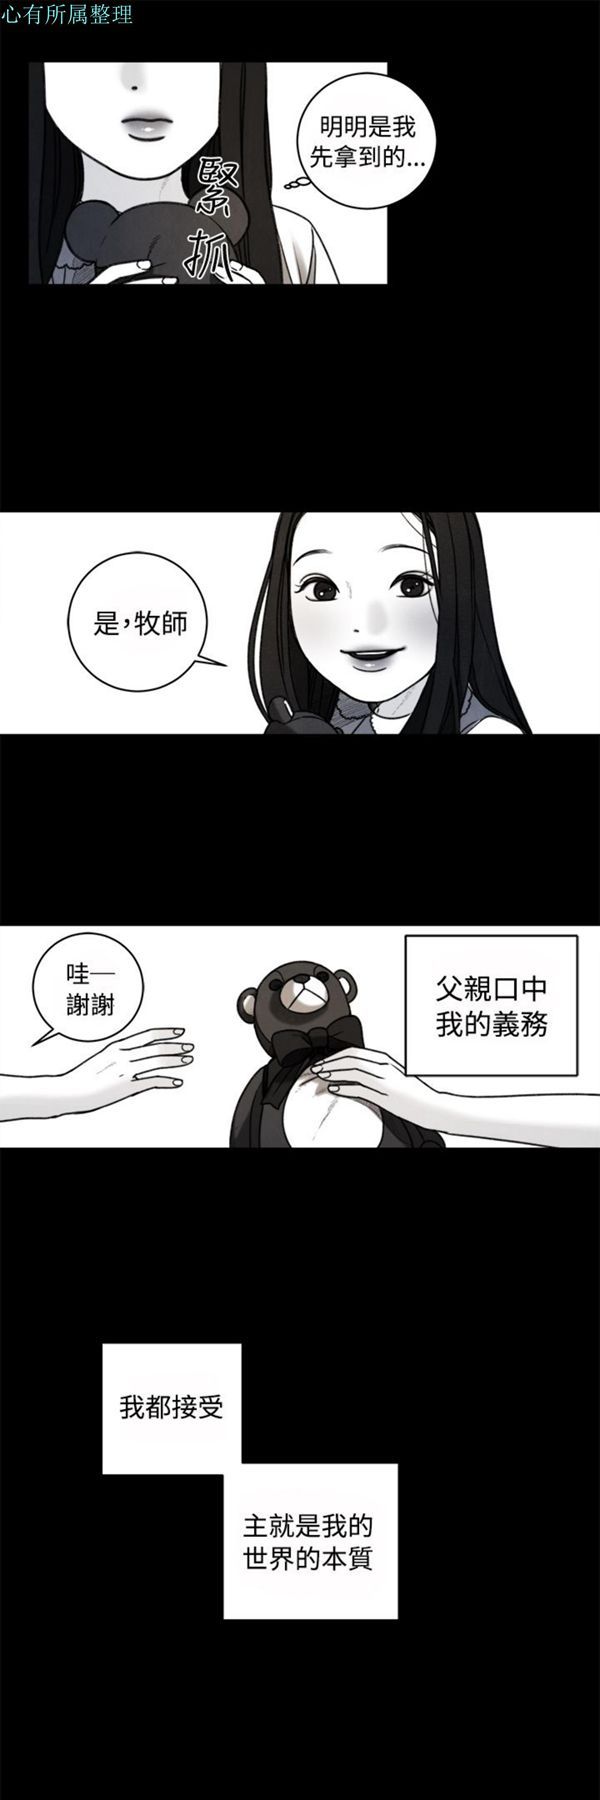 心有所属整理
明明是我
先拿到的...
緊
抓
是，牧師
哇—
謝謝
父親口中
我的義務
我都接受
主就是我的
世界的本質